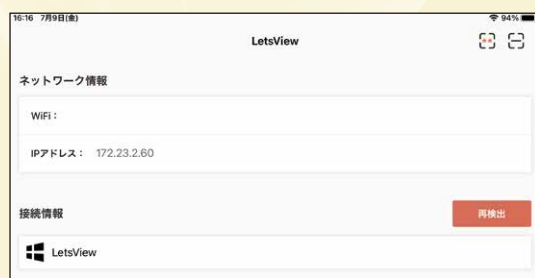 16:16 7月9日(金) 94%
LetsView
ネットワーク情報
WiFi：
IPアドレス： 172.23.2.60
接続情報 再検出
LetsView